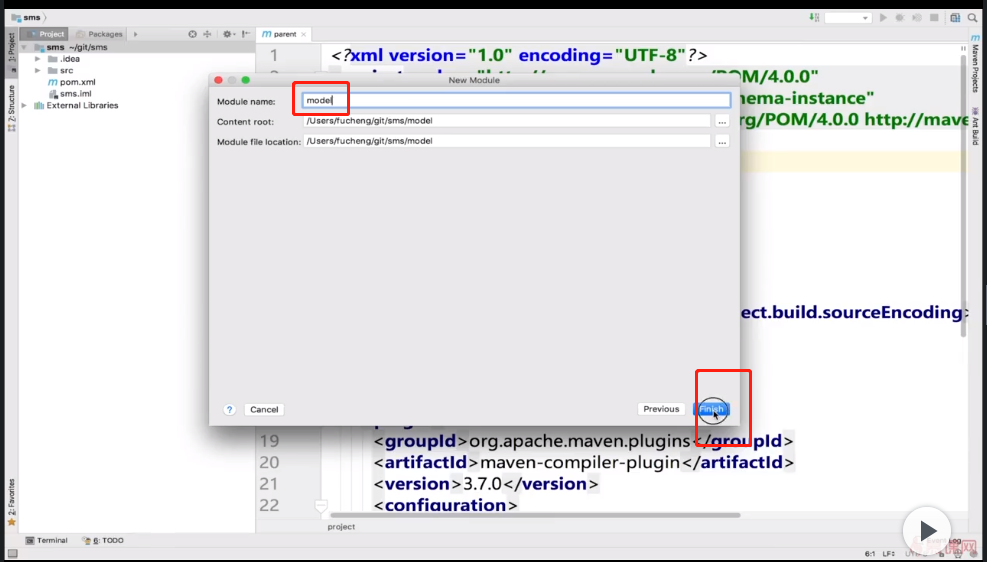 sms
Project
Packages
parent
1: Project
Z: Structure
2: Favorites
Maven Projects
Ant Build
sms ~/git/sms
.idea
src
pom.xml
sms.iml
External Libraries
1
<?xml version="1.0" encoding="UTF-8"?>
/POM/4.0.0"
hema-instance"
rg/POM/4.0.0 http://mave
New Module
Module name: model
Content root: /Users/fucheng/git/sms/model ...
Module file location: /Users/fucheng/git/sms/model ...
ect.build.sourceEncoding>
? Cancel Previous Finish
19 <groupId>org.apache.maven.plugins</groupId>
20 <artifactId>maven-compiler-plugin</artifactId>
21 <version>3.7.0</version>
22 <configuration>
project
Terminal 6: TODO
6:1 LF÷